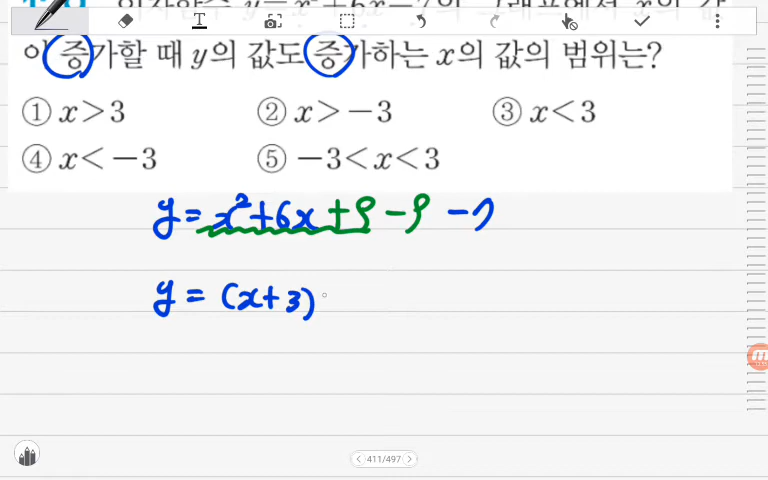 이 증가할 때 y의 값도 증가하는 x의 값의 범위는?
① x>3 ② x>−3 ③ x<3
④ x<−3 ⑤ −3<x<3
y=x²+6x+9-9-7
y=(x+3)
411/497